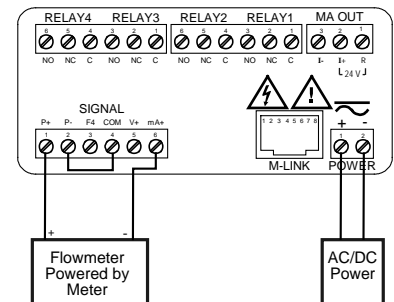 RELAY4 RELAY3 RELAY2 RELAY1 MA OUT
6 5 4 3 2 1 6 5 4 3 2 1 3 2 1
NO NC C NO NC C NO NC C NO NC C I- I+ R
24 V
SIGNAL
P+ P- F4 COM V+ mA+
1 2 3 4 5 6
1 2 3 4 5 6 7 8
M-LINK
+ -
1 2
POWER
+ -
Flowmeter
Powered by
Meter
AC/DC
Power